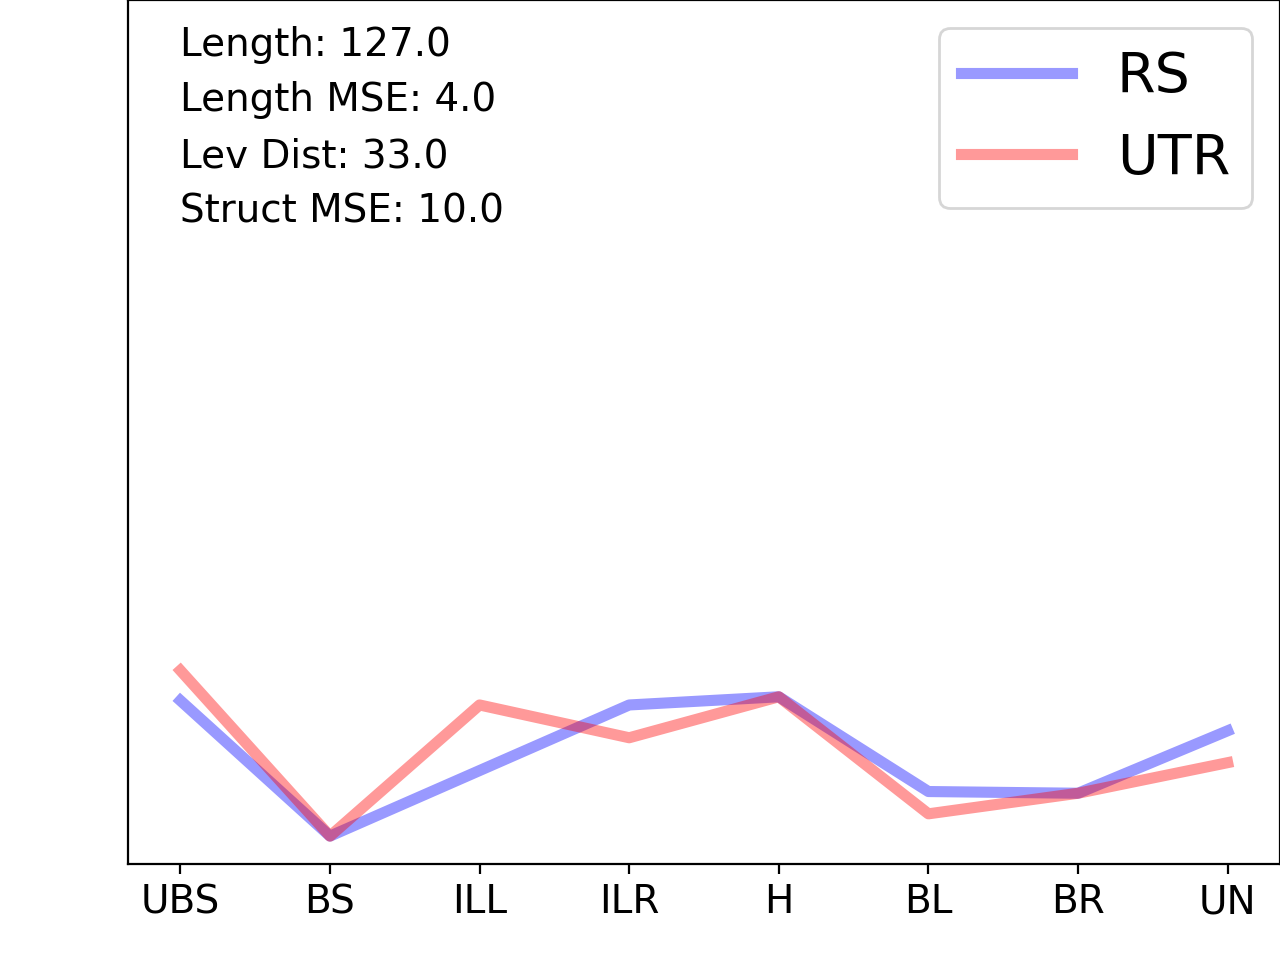 Length: 127.0
Length MSE: 4.0
Lev Dist: 33.0
Struct MSE: 10.0
RS
UTR
UBS BS ILL ILR H BL BR UN